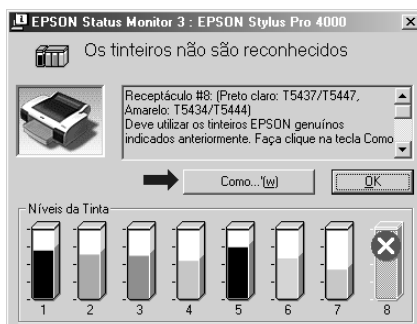 EPSON Status Monitor 3 : EPSON Stylus Pro 4000
Os tinteiros não são reconhecidos
Receptáculo #8: (Preto claro: T5437/T5447,
Amarelo: T5434/T5444)
Deve utilizar os tinteiros EPSON genuínos
indicados anteriormente. Faça clique na tecla Como
Como...'(w)
OK
Níveis da Tinta
1 2 3 4 5 6 7 8